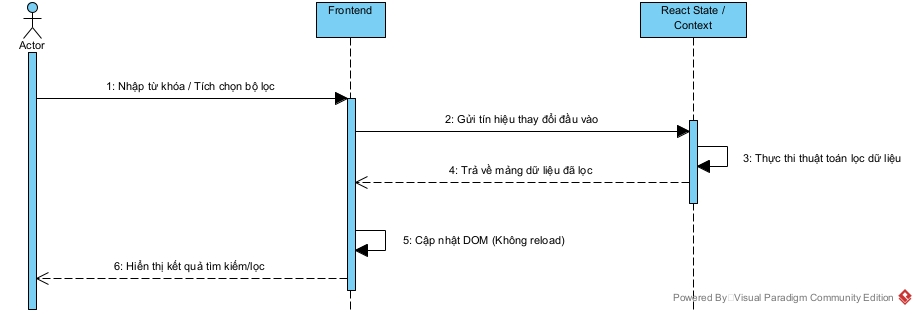 Frontend
React State /
Context
Actor
1: Nhập từ khóa / Tích chọn bộ lọc
2: Gửi tín hiệu thay đổi đầu vào
3: Thực thi thuật toán lọc dữ liệu
4: Trả về mảng dữ liệu đã lọc
5: Cập nhật DOM (Không reload)
6: Hiển thị kết quả tìm kiếm/lọc
Powered By Visual Paradigm Community Edition